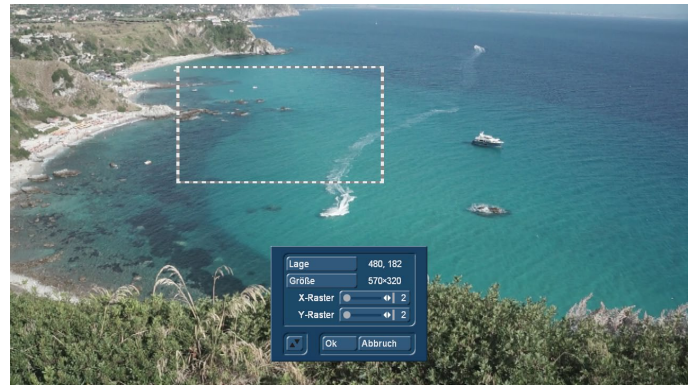 Lage 480, 182
Größe 570×320
X-Raster 2
Y-Raster 2
Ok Abbruch